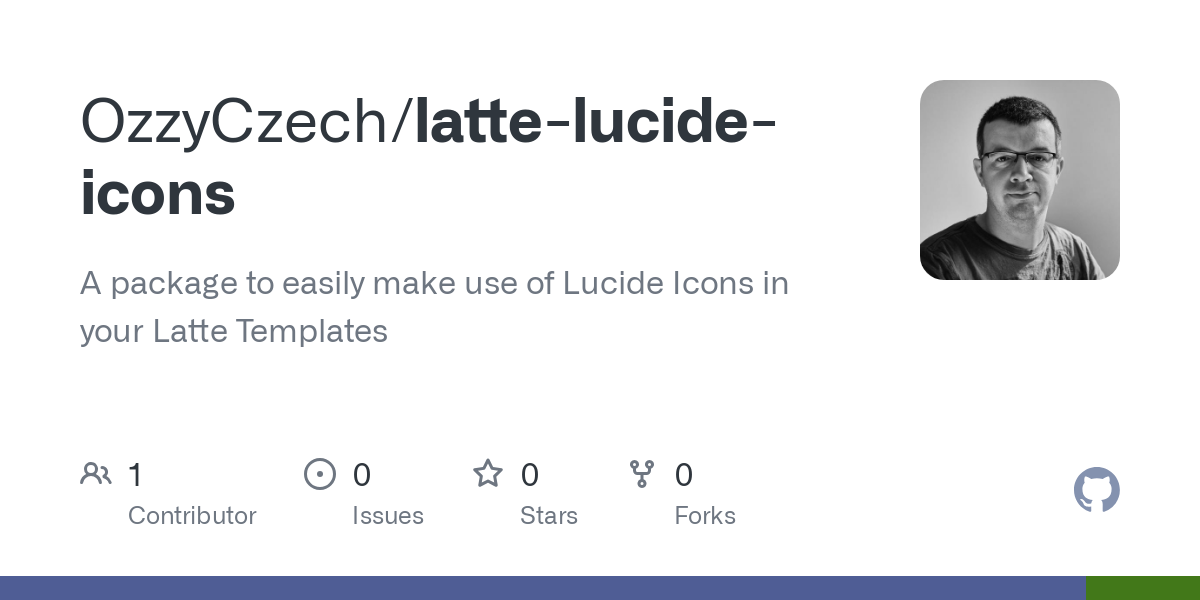 OzzyCzech/latte-lucide-
icons
A package to easily make use of Lucide Icons in
your Latte Templates
1 0 0 0
Contributor Issues Stars Forks